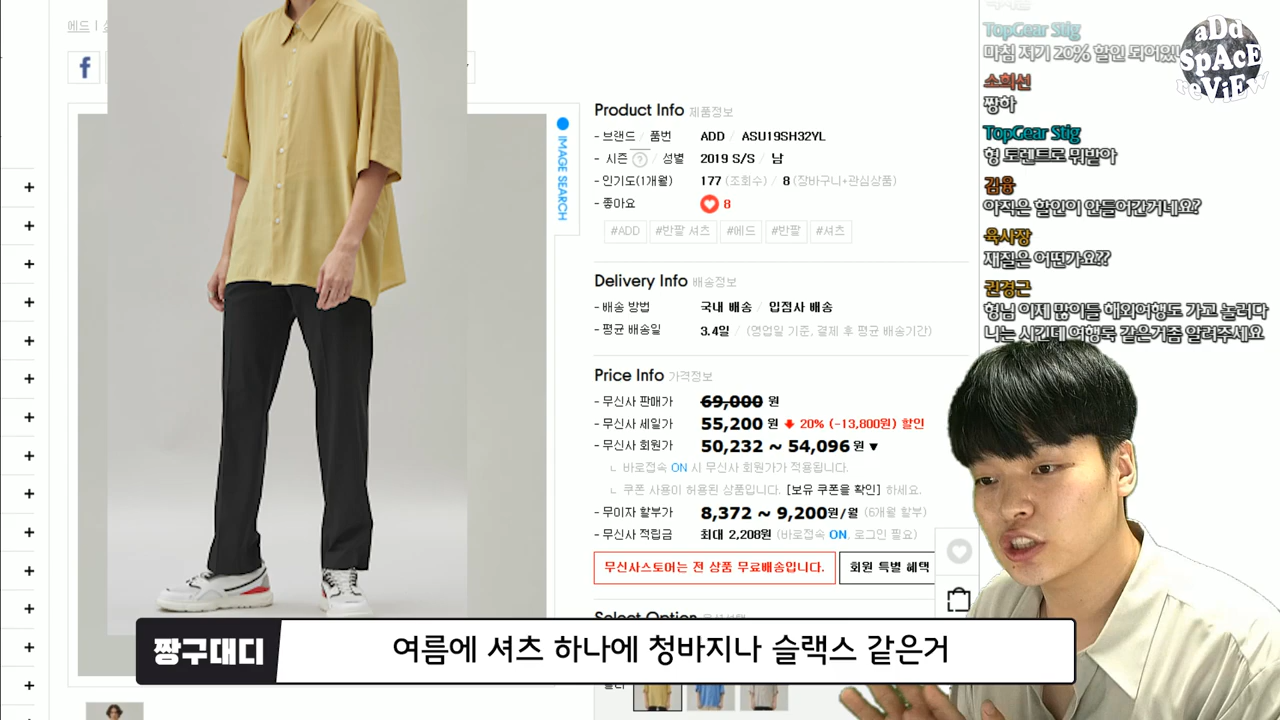 에드 |
f
IMAGE SEARCH
Product Info 제품정보
- 브랜드 / 품번 ADD / ASU19SH32YL
- 시즌 ? / 성별 2019 S/S / 남
- 인기도(1개월) 177 (조회수) / 8 (장바구니+관심상품)
- 좋아요 8
#ADD #반팔 셔츠 #에드 #반팔 #셔츠
Delivery Info 배송정보
- 배송 방법 국내 배송 / 입점사 배송
- 평균 배송일 3.4일 / (영업일 기준, 결제 후 평균 배송기간)
Price Info 가격정보
- 무신사 판매가 69,000 원
- 무신사 세일가 55,200 원 20% (-13,800원) 할인
- 무신사 회원가 50,232 ~ 54,096 원 ▼
ㄴ 바로접속 ON 시 무신사 회원가가 적용됩니다.
ㄴ 쿠폰 사용이 허용된 상품입니다. [보유 쿠폰을 확인] 하세요.
- 무이자 할부가 8,372 ~ 9,200원/월 (6개월 할부)
- 무신사 적립금 최대 2,208원 (바로접속 ON, 로그인 필요)
무신사스토어는 전 상품 무료배송입니다.
회원 특별 혜택
Select Option
aDd
SpAcE
reViEw
TopGear Stig
마침 저기 20% 할인 되어있
소희선
짱하
TopGear Stig
형 토렌트로 뭐받아
김융
아직은 할인이 안들어간거네요?
육사장
재질은 어떤가요??
권경근
형님 이제 많이들 해외여행도 가고 놀러다
니는 시긴데 여행룩 같은거좀 알려주세요
짱구대디
여름에 셔츠 하나에 청바지나 슬랙스 같은거